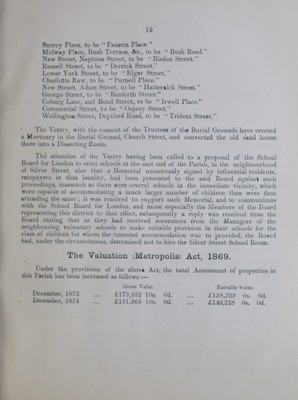 19
Surrey Place, to be "Faustin Place."
Midway Place, Bush Terrace, &c., to be "Bush Road."
New Street, Neptune Street, to be "Risdon Street."
Russell Street, to be "Derrick Street."
Lower York Street, to be "Elgar Street,"
Charlotte Row, to be "Purnell Place."
New Street, Adam Street, to be "Hatteraick Street."
George Street, to be "Renforth Street."
Coburg Lane, and Bond Street, to be "Irwell Place."
Commercial Street, to be "Osprey Street."
Wellington Street, Deptford Road, to be "Trident Street."
The Vestry, with the consent of the Trustees of the Burial Grounds have erected
a Mortuary in the Burial Ground, Church Street, and converted the old dead house
there into a Dissecting Room.
The attention of the Vestry having been called to a proposal of the School
Board for London to erect schools at the east end of the Parish, in the neighbourhood
of Silver Street, also that a Memorial numerously signed by influential residents,
ratepayers in that locality, had been presented to the said Board against such
proceedings, inasmuch as there were several schools in the immediate vicinity, which
were capable of accommodating a much larger number of children than were then
attending the same; it was resolved to support such Memorial, and to communicate
with the School Board for London, and more especially the Members of the Board
representing this district to that effect, subsequently a reply was received from the
Board stating that as they had received assurances from the Managers of the
neighbouring voluntary schools to make suitable provision in their schools for the
class of children for whom the intended accommodation was to provided, the Board
had, under the circumstances, determined not to hire the Silver Street School Room.
The Valuation (Metropolis) Act, 1869.
Under the provisions of the above Act, the total Assessment of properties in
this Parish has been increased as follows:—
Gross Value. Rateable Value.
December, 1873 ... £179,352 10s. 0d. ... £138,709 0s. 0d.
December, 1874 ... £191,966 10s. 0d. ... £149,228 0s. 0d.